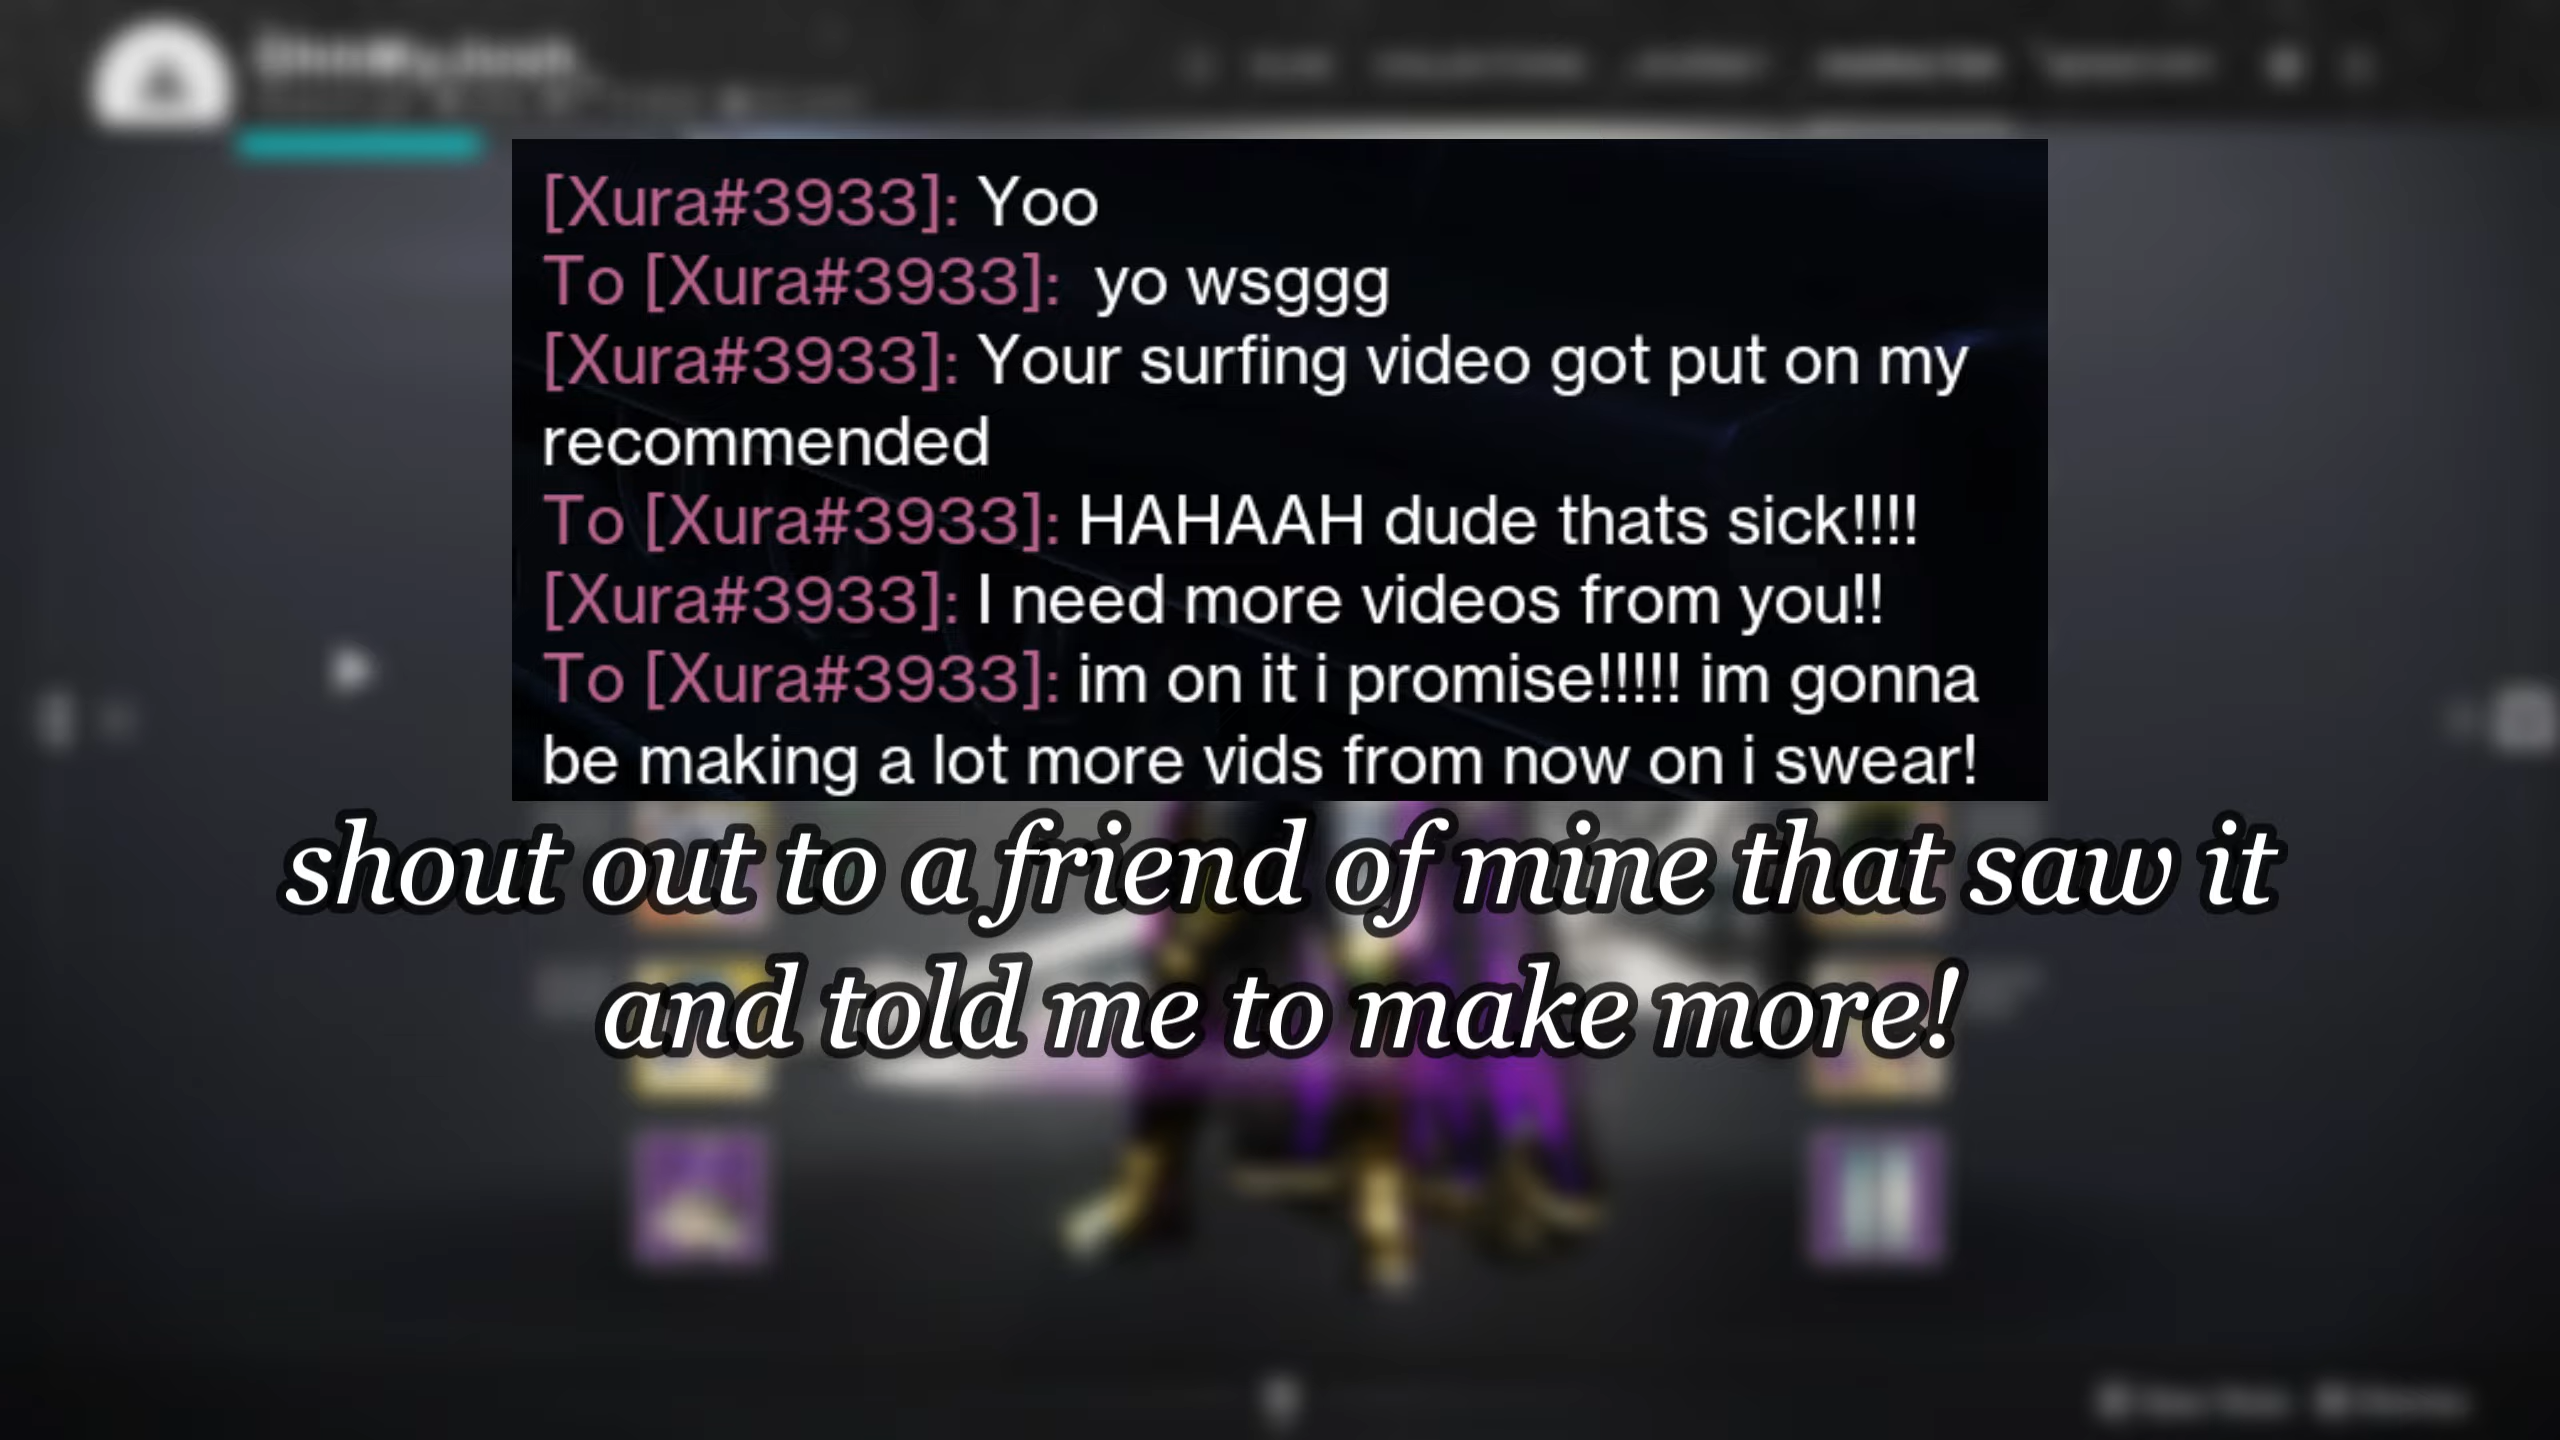 [Xura#3933]: Yoo
To [Xura#3933]:  yo wsggg
[Xura#3933]: Your surfing video got put on my
recommended
To [Xura#3933]: HAHAAH dude thats sick!!!!
[Xura#3933]: I need more videos from you!!
To [Xura#3933]: im on it i promise!!!!! im gonna
be making a lot more vids from now on i swear!
shout out to a friend of mine that saw it
and told me to make more!